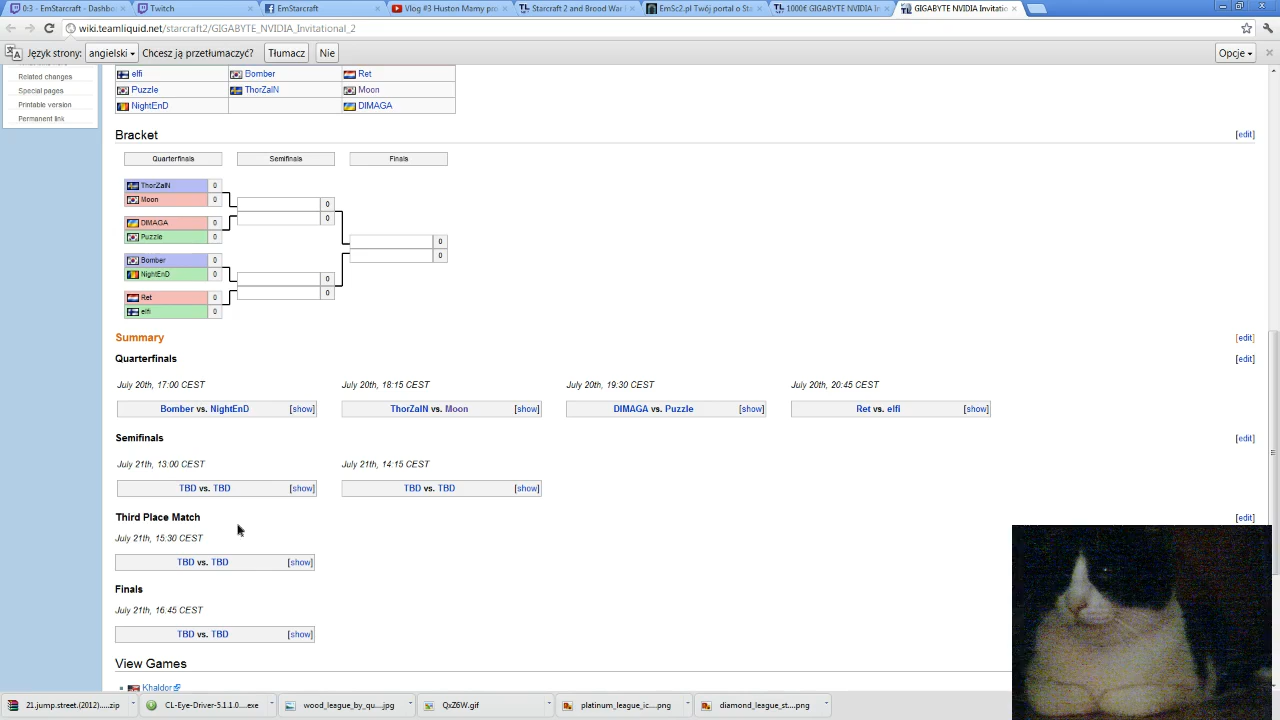 0:3 - EmStarcraft - Dashbo
Twitch
EmStarcraft
Vlog #3 Huston Mamy pro
Starcraft 2 and Brood War
EmSc2.pl Twój portal o Sta
1000€ GIGABYTE NVIDIA In
GIGABYTE NVIDIA Invitatio
wiki.teamliquid.net/starcraft2/GIGABYTE_NVIDIA_Invitational_2
Język strony: angielski Chcesz ją przetłumaczyć? Tłumacz Nie Opcje
Related changes
Special pages
Printable version
Permanent link
elfi Bomber Ret
Puzzle ThorZaIN Moon
NightEnD DIMAGA
Bracket [edit]
Quarterfinals Semifinals Finals
ThorZaIN 0
Moon 0
0
0
DIMAGA 0
Puzzle 0
0
0
Bomber 0
NightEnD 0
0
0
Ret 0
elfi 0
Summary [edit]
Quarterfinals [edit]
July 20th, 17:00 CEST July 20th, 18:15 CEST July 20th, 19:30 CEST July 20th, 20:45 CEST
Bomber vs. NightEnD [show] ThorZaIN vs. Moon [show] DIMAGA vs. Puzzle [show] Ret vs. elfi [show]
Semifinals [edit]
July 21th, 13:00 CEST July 21th, 14:15 CEST
TBD vs. TBD [show] TBD vs. TBD [show]
Third Place Match [edit]
July 21th, 15:30 CEST
TBD vs. TBD [show]
Finals
July 21th, 16:45 CEST
TBD vs. TBD [show]
View Games
Khaldor
21.jump.street.(2012)....zip CL-Eye-Driver-5.1.1.0....exe wood_league_by_qu....jpg QxZ6W.gif platinum_league_ic....png diamond_league_st....png